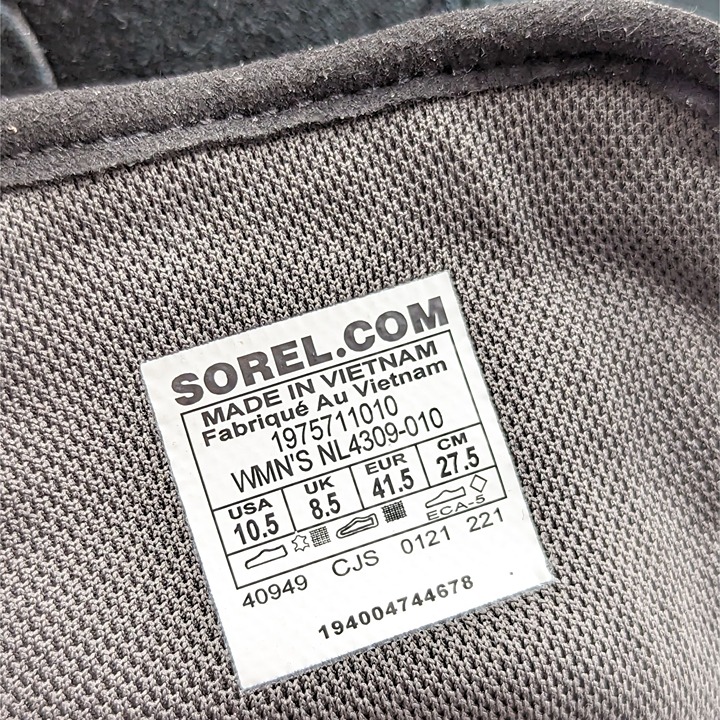 SOREL.COM
MADE IN VIETNAM
Fabriqué Au Vietnam
1975711010
WMN'S NL4309-010
USA UK EUR CM
10.5 8.5 41.5 27.5
ECA-5
40949 CJS 0121 221
194004744678